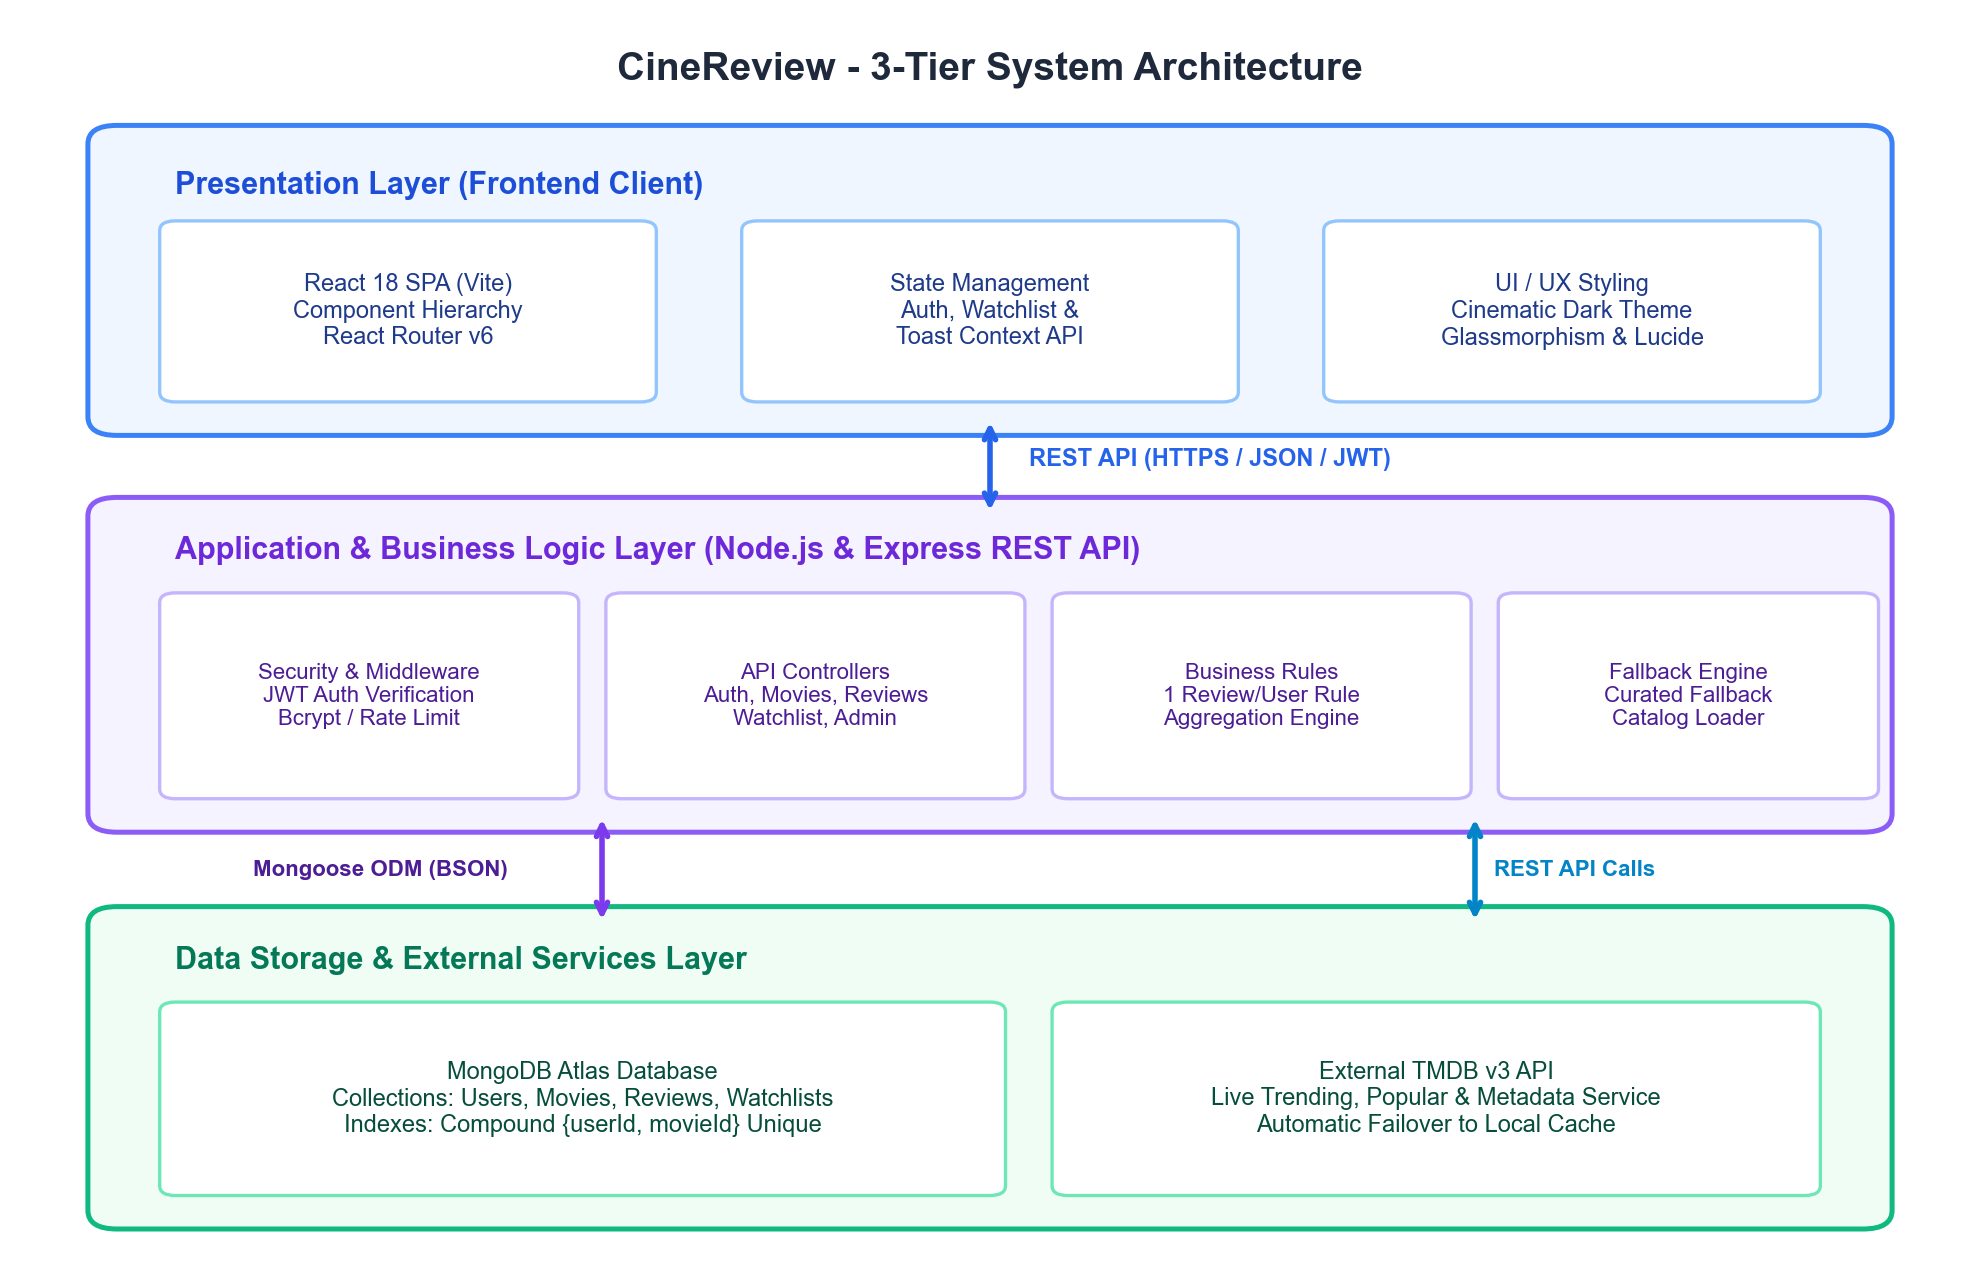 CineReview - 3-Tier System Architecture
Presentation Layer (Frontend Client)
React 18 SPA (Vite)
Component Hierarchy
React Router v6
State Management
Auth, Watchlist &
Toast Context API
UI / UX Styling
Cinematic Dark Theme
Glassmorphism & Lucide
REST API (HTTPS / JSON / JWT)
Application & Business Logic Layer (Node.js & Express REST API)
Security & Middleware
JWT Auth Verification
Bcrypt / Rate Limit
API Controllers
Auth, Movies, Reviews
Watchlist, Admin
Business Rules
1 Review/User Rule
Aggregation Engine
Fallback Engine
Curated Fallback
Catalog Loader
Mongoose ODM (BSON)
REST API Calls
Data Storage & External Services Layer
MongoDB Atlas Database
Collections: Users, Movies, Reviews, Watchlists
Indexes: Compound {userId, movieId} Unique
External TMDB v3 API
Live Trending, Popular & Metadata Service
Automatic Failover to Local Cache